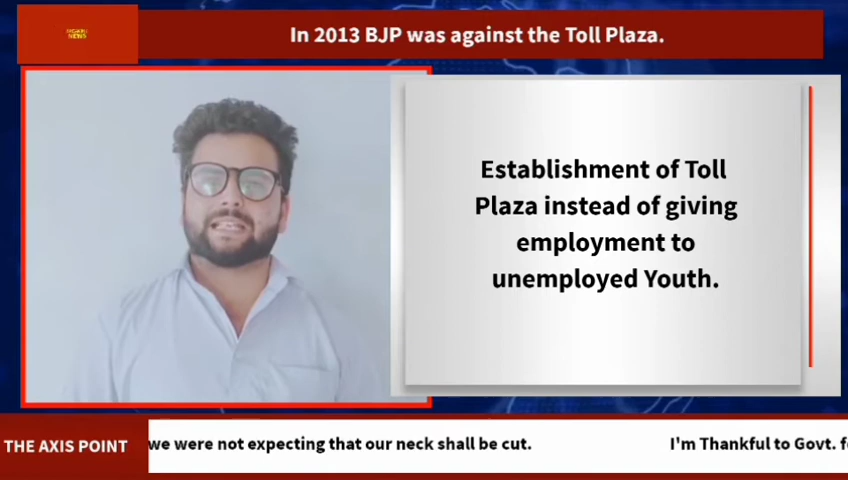 In 2013 BJP was against the Toll Plaza.
Establishment of Toll
Plaza instead of giving
employment to
unemployed Youth.
THE AXIS POINT
we were not expecting that our neck shall be cut.
I'm Thankful to Govt.